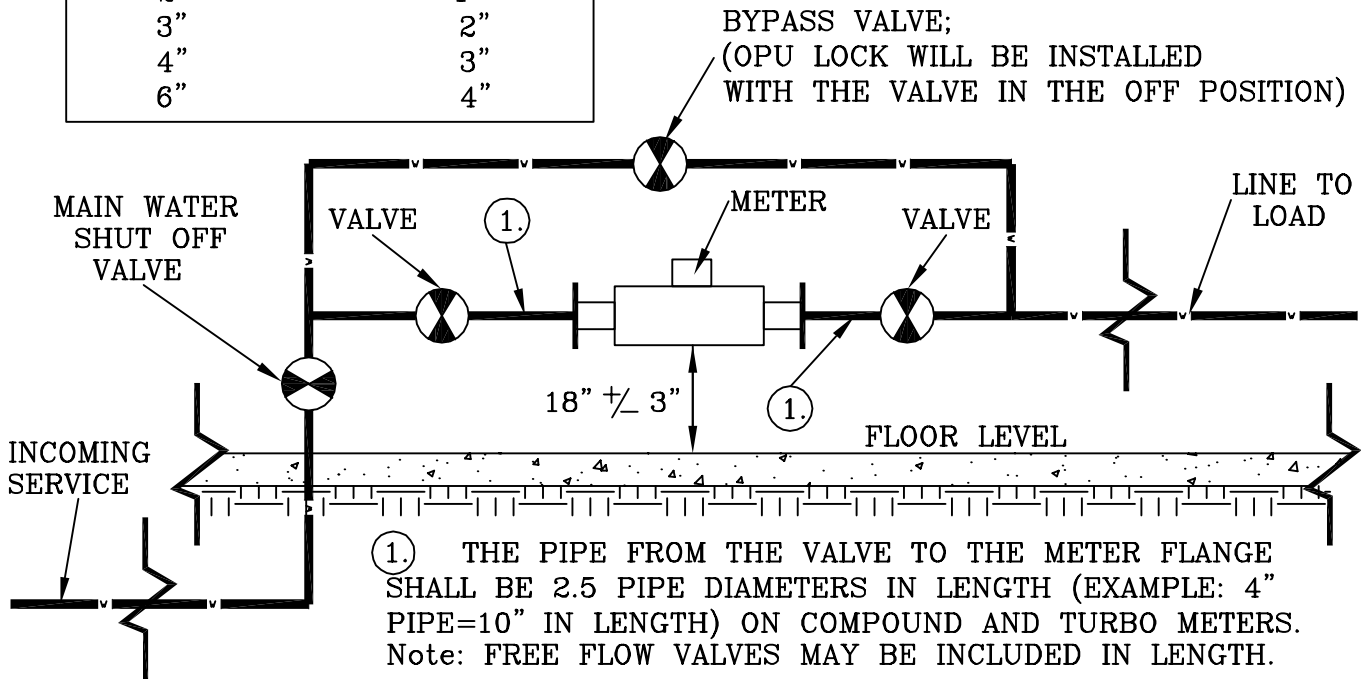 3” 2”
4” 3”
6” 4”
BYPASS VALVE;
(OPU LOCK WILL BE INSTALLED
WITH THE VALVE IN THE OFF POSITION)
MAIN WATER
SHUT OFF
VALVE
VALVE
1.
METER
VALVE
LINE TO
LOAD
18” +/- 3”
1.
FLOOR LEVEL
INCOMING
SERVICE
1. THE PIPE FROM THE VALVE TO THE METER FLANGE
SHALL BE 2.5 PIPE DIAMETERS IN LENGTH (EXAMPLE: 4”
PIPE=10” IN LENGTH) ON COMPOUND AND TURBO METERS.
Note: FREE FLOW VALVES MAY BE INCLUDED IN LENGTH.